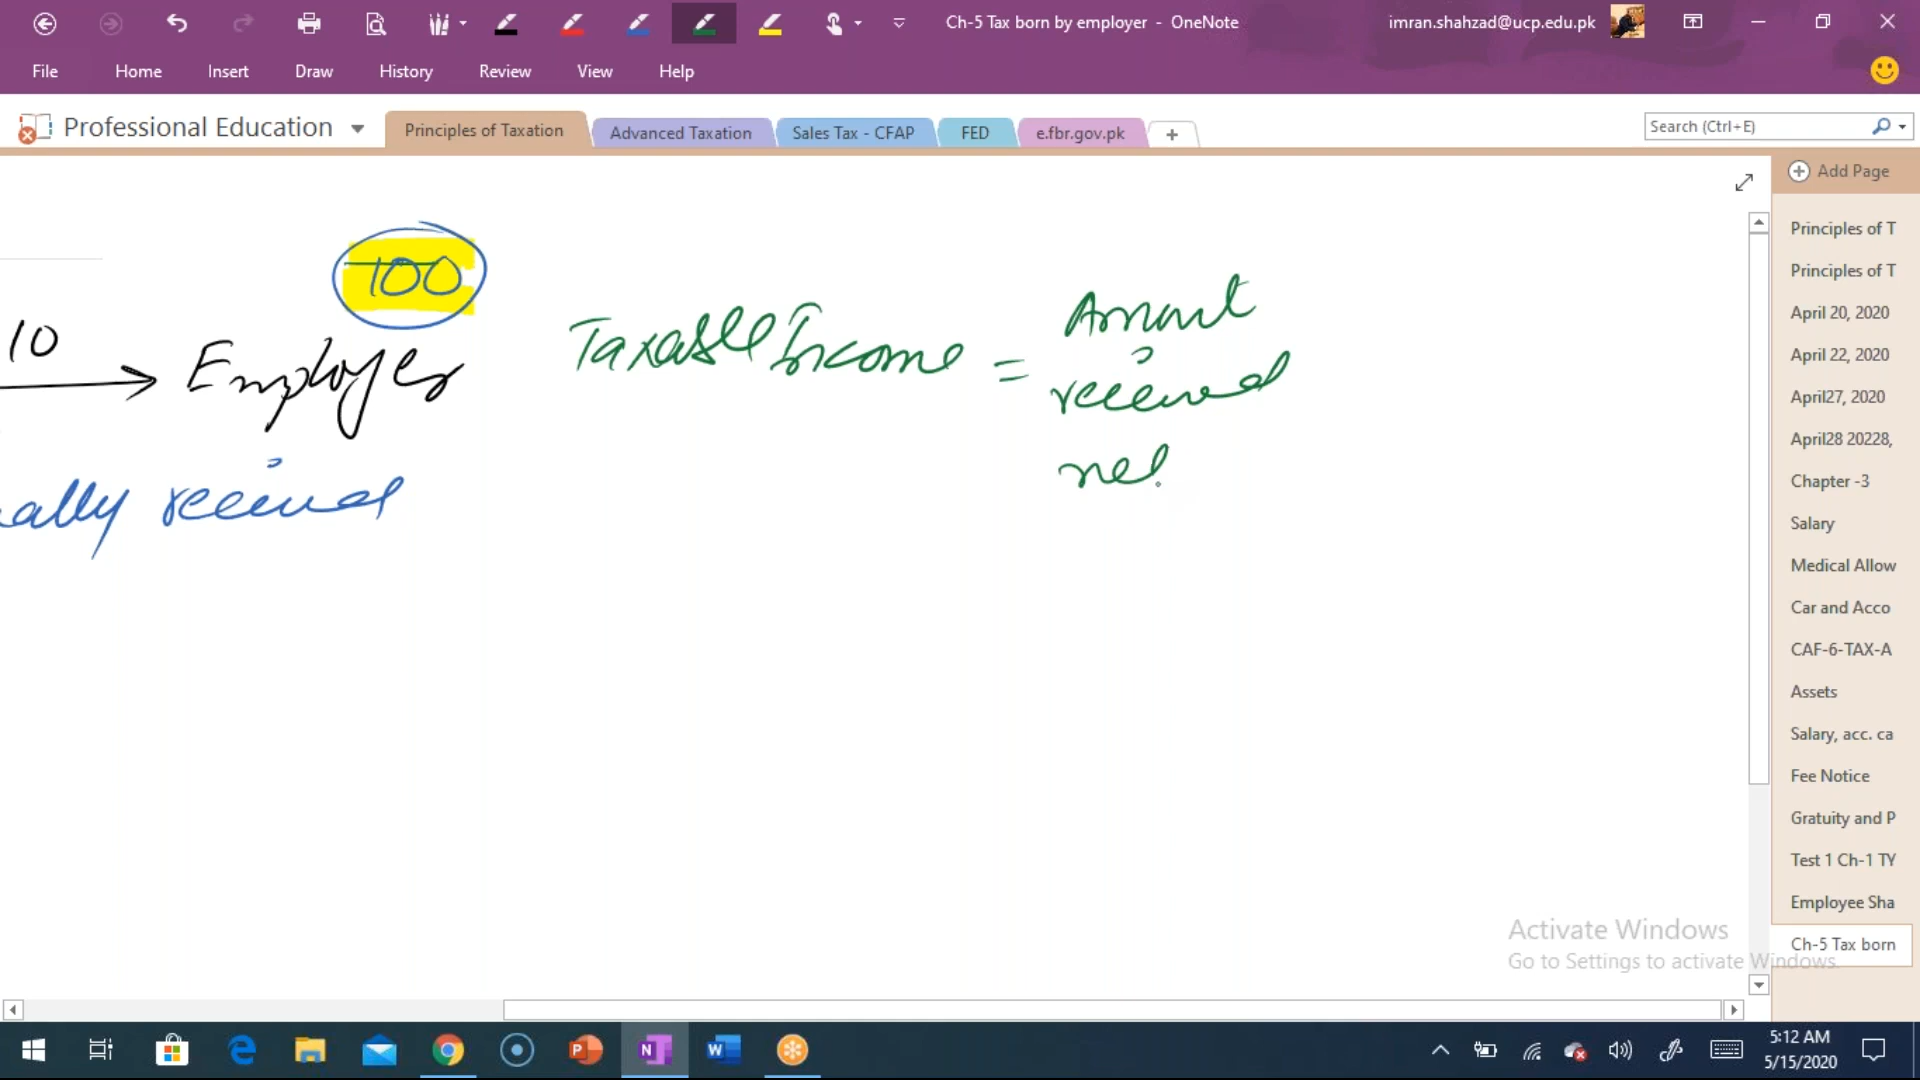 Ch-5 Tax born by employer - OneNote
imran.shahzad@ucp.edu.pk
File Home Insert Draw History Review View Help
Professional Education
Principles of Taxation
Advanced Taxation
Sales Tax - CFAP
FED
e.fbr.gov.pk
Search (Ctrl+E)
Add Page
Principles of T
Principles of T
April 20, 2020
April 22, 2020
April27, 2020
April28 20228,
Chapter -3
Salary
Medical Allow
Car and Acco
CAF-6-TAX-A
Assets
Salary, acc. ca
Fee Notice
Gratuity and P
Test 1 Ch-1 TY
Employee Sha
Ch-5 Tax born
100
10
Taxable Income =
Amount
received
net
ally received
Activate Windows
Go to Settings to activate Windows.
5:12 AM
5/15/2020